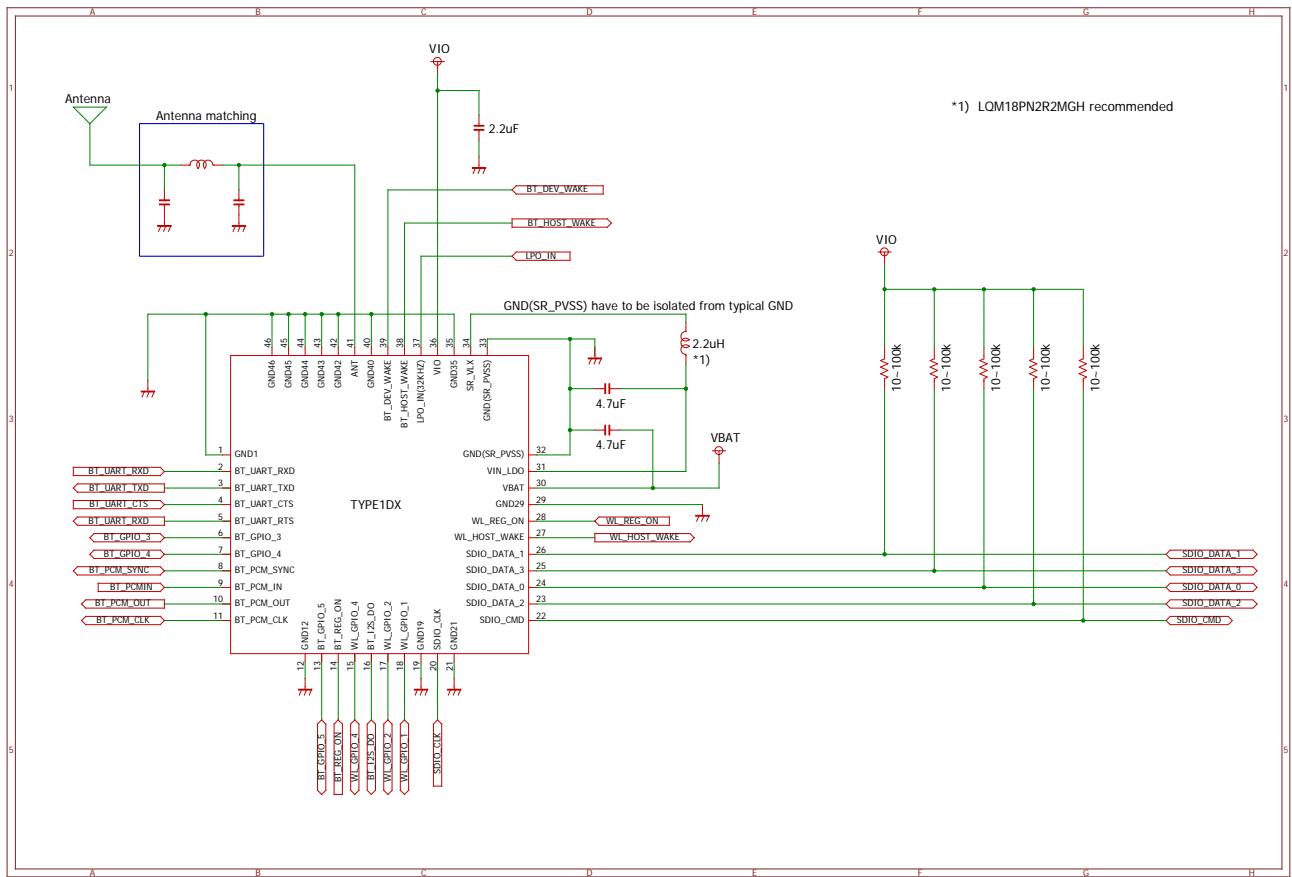 A B C D E F G H
1 1
2 2
3 3
4 4
5 5
A B C D E F G H
VIO
2.2uF
*1) LQM18PN2R2MGH recommended
Antenna
Antenna matching
BT_DEV_WAKE
BT_HOST_WAKE
LPO_IN
VIO
GND(SR_PVSS) have to be isolated from typical GND
2.2uH
*1)
4.7uF
4.7uF
VBAT
10~100k
10~100k
10~100k
10~100k
10~100k
46 45 44 43 42 41 40 39 38 37 36 35 34 33
GND46
GND45
GND44
GND43
GND42
ANT
GND40
BT_DEV_WAKE
BT_HOST_WAKE
LPO_IN(32KHZ)
VIO
GND35
SR_VLX
GND(SR_PVSS)
TYPE1DX
1 GND1
BT_UART_RXD 2 BT_UART_RXD
BT_UART_TXD 3 BT_UART_TXD
BT_UART_CTS 4 BT_UART_CTS
BT_UART_RXD 5 BT_UART_RTS
BT_GPIO_3 6 BT_GPIO_3
BT_GPIO_4 7 BT_GPIO_4
BT_PCM_SYNC 8 BT_PCM_SYNC
BT_PCMIN 9 BT_PCM_IN
BT_PCM_OUT 10 BT_PCM_OUT
BT_PCM_CLK 11 BT_PCM_CLK
GND(SR_PVSS) 32
VIN_LDO 31
VBAT 30
GND29 29
WL_REG_ON 28 WL_REG_ON
WL_HOST_WAKE 27 WL_HOST_WAKE
SDIO_DATA_1 26 SDIO_DATA_1
SDIO_DATA_3 25 SDIO_DATA_3
SDIO_DATA_0 24 SDIO_DATA_0
SDIO_DATA_2 23 SDIO_DATA_2
SDIO_CMD 22 SDIO_CMD
GND12
BT_GPIO_5
BT_REG_ON
WL_GPIO_4
BT_I2S_DO
WL_GPIO_2
WL_GPIO_1
GND19
SDIO_CLK
GND21
12 13 14 15 16 17 18 19 20 21
BT_GPIO_5
BT_REG_ON
WL_GPIO_4
BT_I2S_DO
WL_GPIO_2
WL_GPIO_1
SDIO_CLK